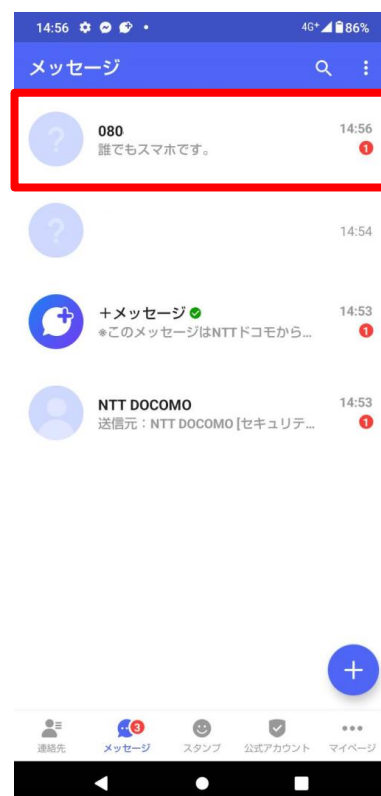 14:56 4G+ 86%
メッセージ
080 14:56
誰でもスマホです。 1
14:54
+メッセージ 14:53
※このメッセージはNTTドコモから... 1
NTT DOCOMO 14:53
送信元：NTT DOCOMO [セキュリテ... 1
3
連絡先 メッセージ スタンプ 公式アカウント マイページ